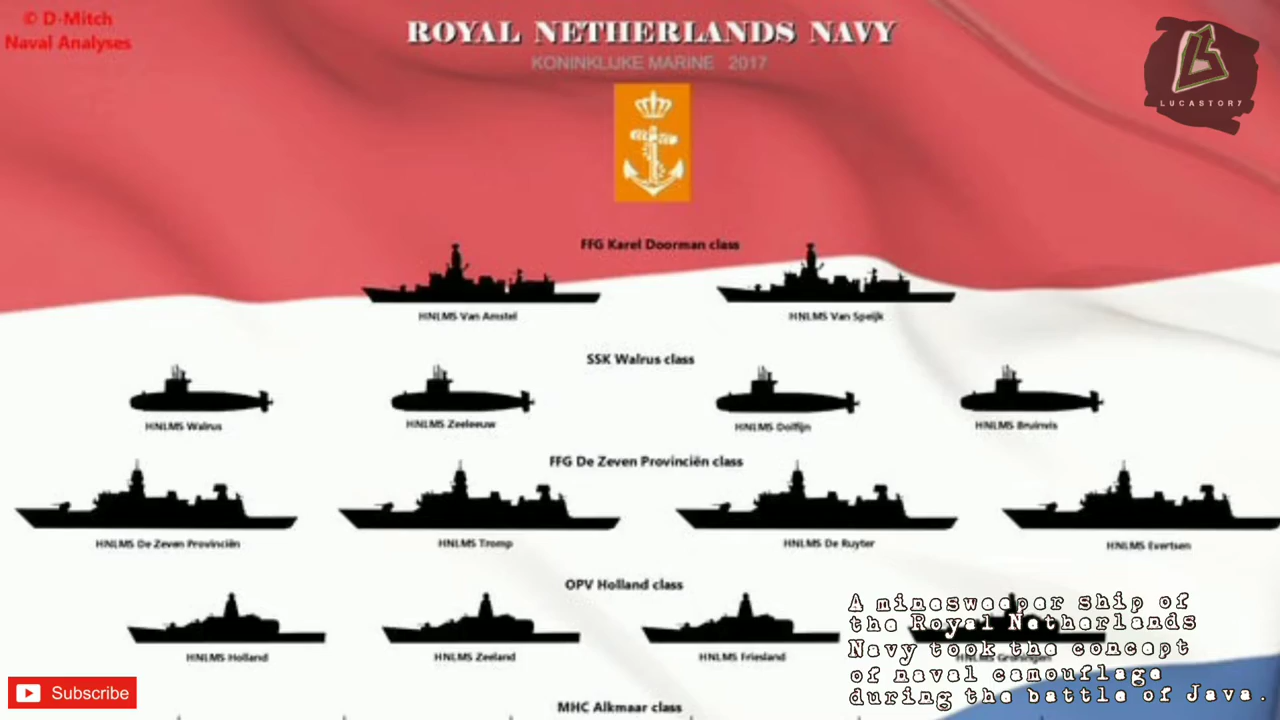 © D-Mitch
Naval Analyses
ROYAL NETHERLANDS NAVY
KONINKLIJKE MARINE 2017
LUCASTOR7
FFG Karel Doorman class
HNLMS Van Amstel
HNLMS Van Speijk
SSK Walrus class
HNLMS Walrus
HNLMS Zeeleeuw
HNLMS Dolfijn
HNLMS Bruinvis
FFG De Zeven Provinciën class
HNLMS De Zeven Provinciën
HNLMS Tromp
HNLMS De Ruyter
HNLMS Evertsen
OPV Holland class
HNLMS Holland
HNLMS Zeeland
HNLMS Friesland
HNLMS Groningen
A minesweeper ship of
the Royal Netherlands
Navy took the concept
of naval camouflage
during the battle of Java.
Subscribe
MHC Alkmaar class